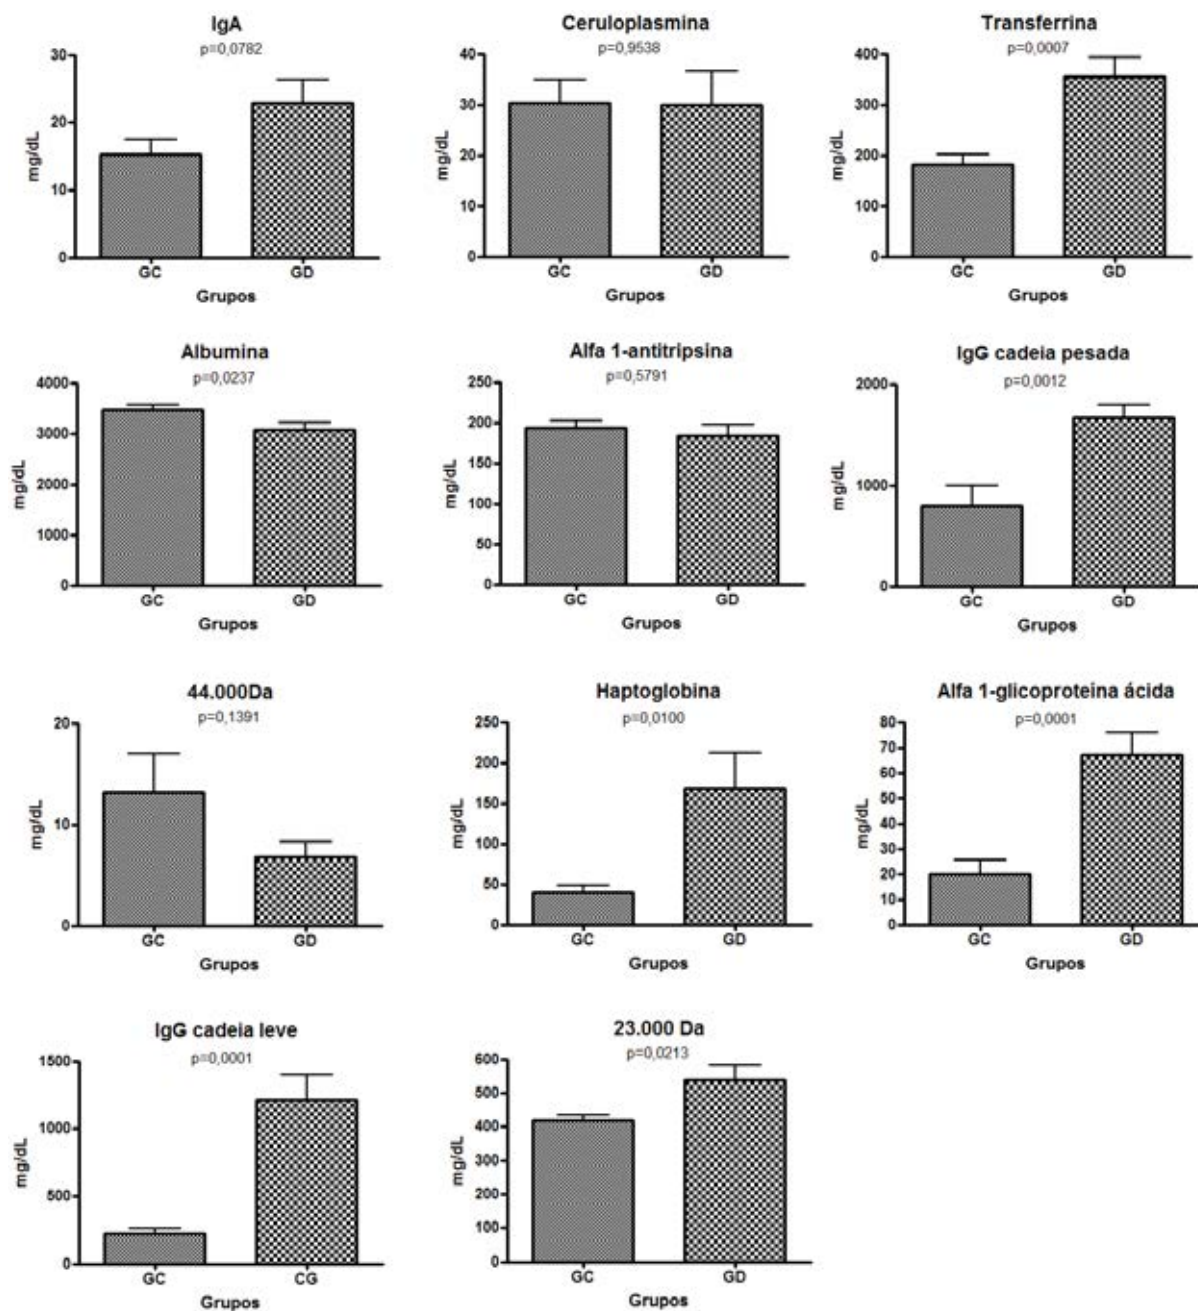 IgA
p=0,0782
30
20
10
0
mg/dL
GC
GD
Grupos
Ceruloplasmina
p=0,9538
40
30
20
10
0
mg/dL
GC
GD
Grupos
Transferrina
p=0,0007
400
300
200
100
0
mg/dL
GC
GD
Grupos
Albumina
p=0,0237
4000
3000
2000
1000
0
mg/dL
GC
GD
Grupos
Alfa 1-antitripsina
p=0,5791
250
200
150
100
50
0
mg/dL
GC
GD
Grupos
IgG cadeia pesada
p=0,0012
2000
1000
0
mg/dL
GC
GD
Grupos
44.000Da
p=0,1391
20
10
0
mg/dL
GC
GD
Grupos
Haptoglobina
p=0,0100
250
200
150
100
50
0
mg/dL
GC
GD
Grupos
Alfa 1-glicoproteína ácida
p=0,0001
80
70
60
50
40
30
20
10
0
mg/dL
GC
GD
Grupos
IgG cadeia leve
p=0,0001
1500
1000
500
0
mg/dL
GC
CG
Grupos
23.000 Da
p=0,0213
600
500
400
300
200
100
0
mg/dL
GC
GD
Grupos